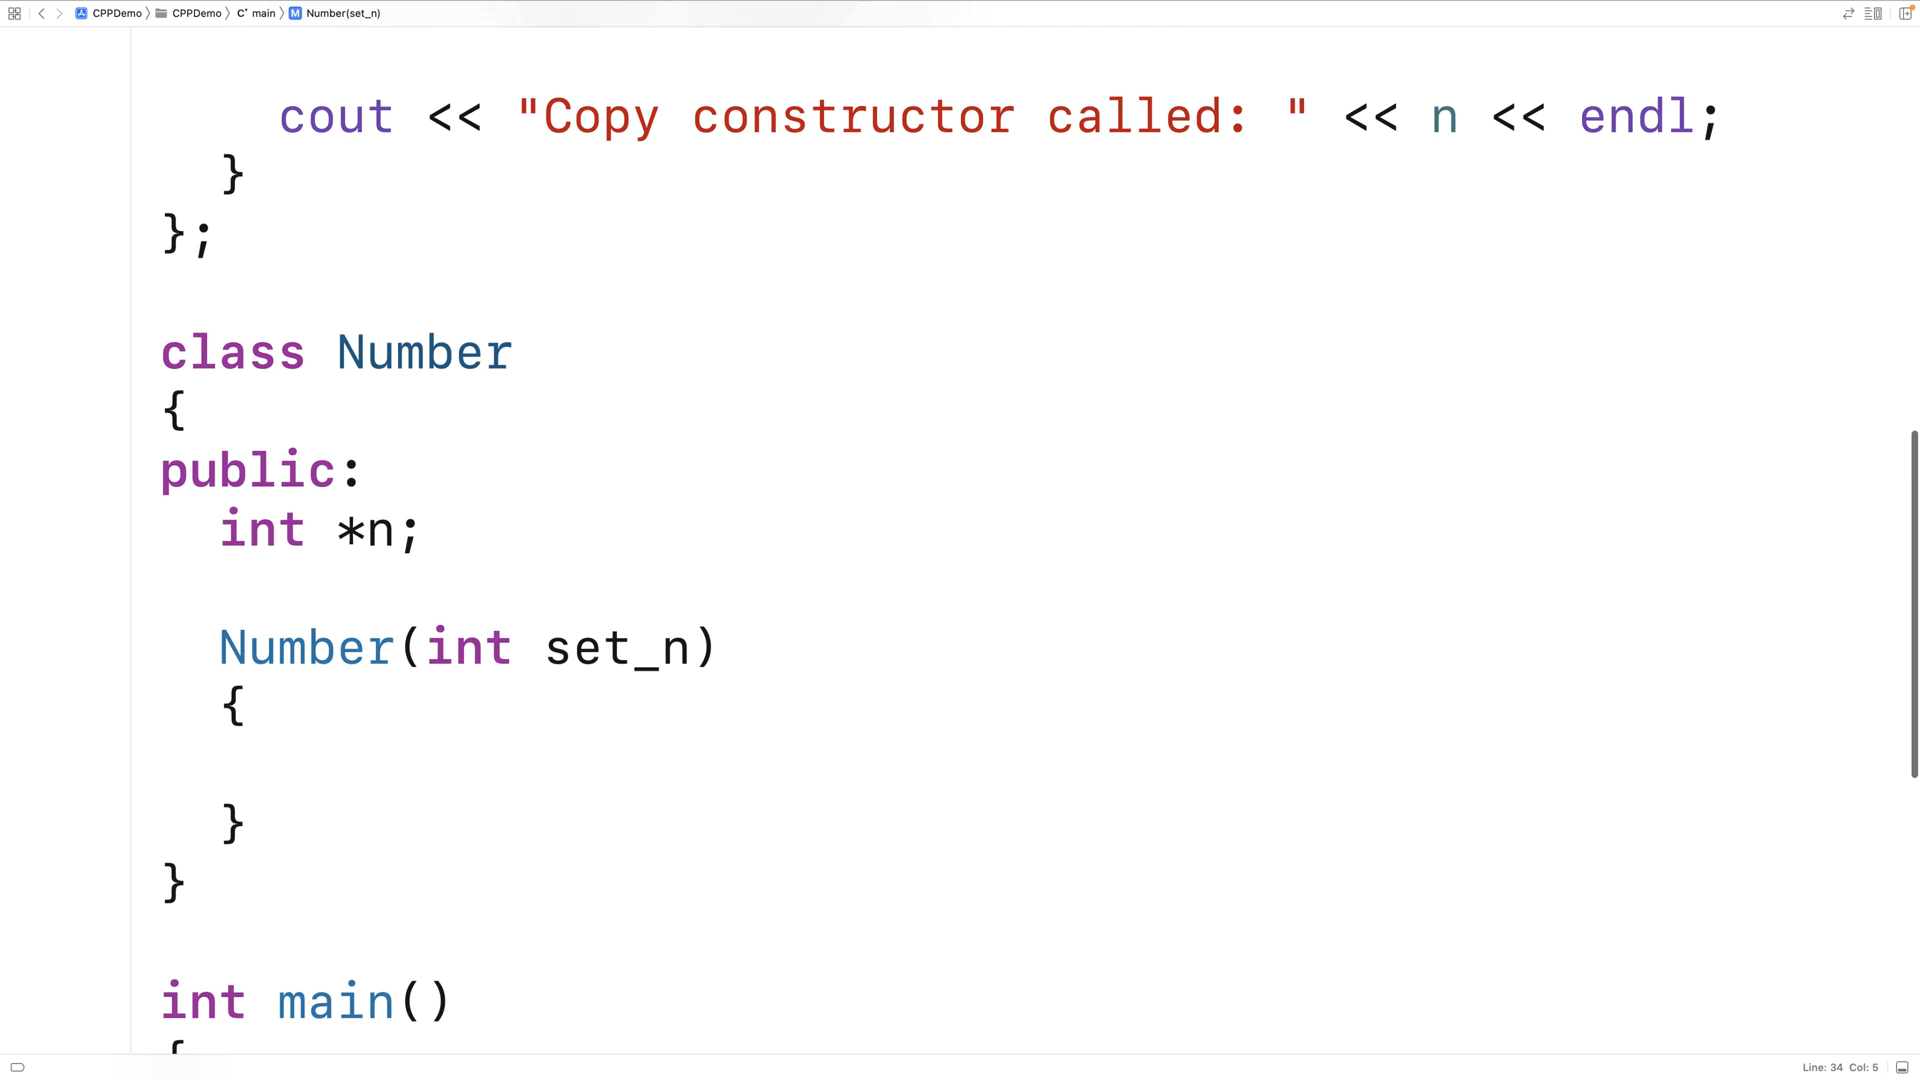 CPPDemo CPPDemo main M Number(set_n)
cout << "Copy constructor called: " << n << endl;
}
};
class Number
{
public:
int *n;
Number(int set_n)
{
}
}
int main()
{
Line: 34 Col: 5